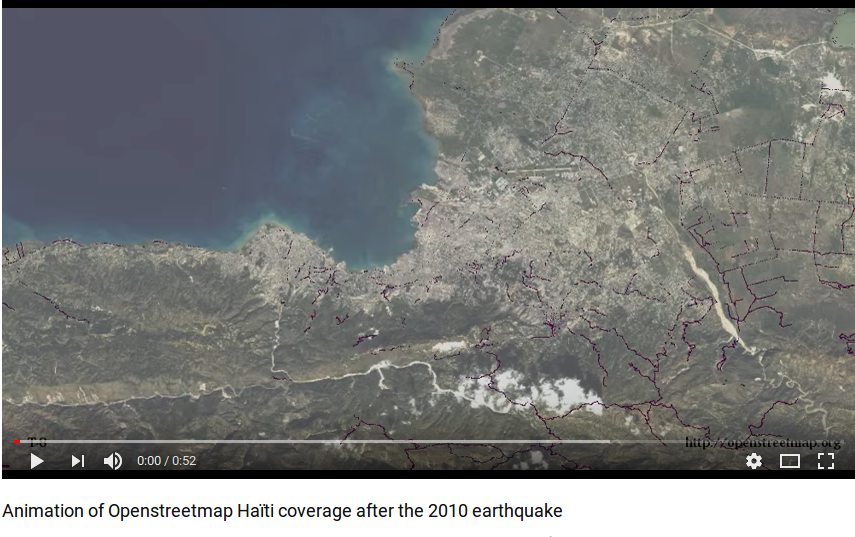 T-G
http://openstreetmap.org
0:00 / 0:52
Animation of Openstreetmap Haïti coverage after the 2010 earthquake